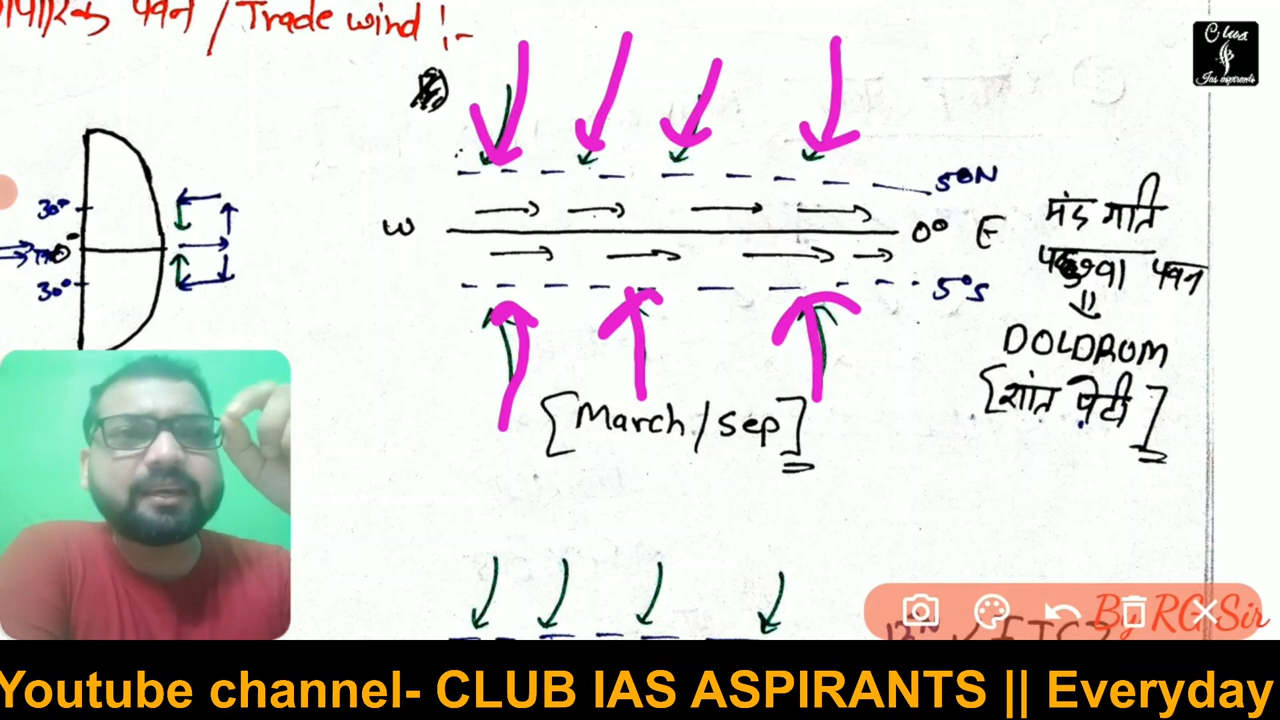 पवन / Trade wind !-
Club
Ias aspirants
30°
30°
5°N
W
0° E
5°S
मंद गति
पछुवा पवन
DOLDROM
[शांत पेटी]
[March/Sep]
By RG Sir
Youtube channel- CLUB IAS ASPIRANTS || Everyday